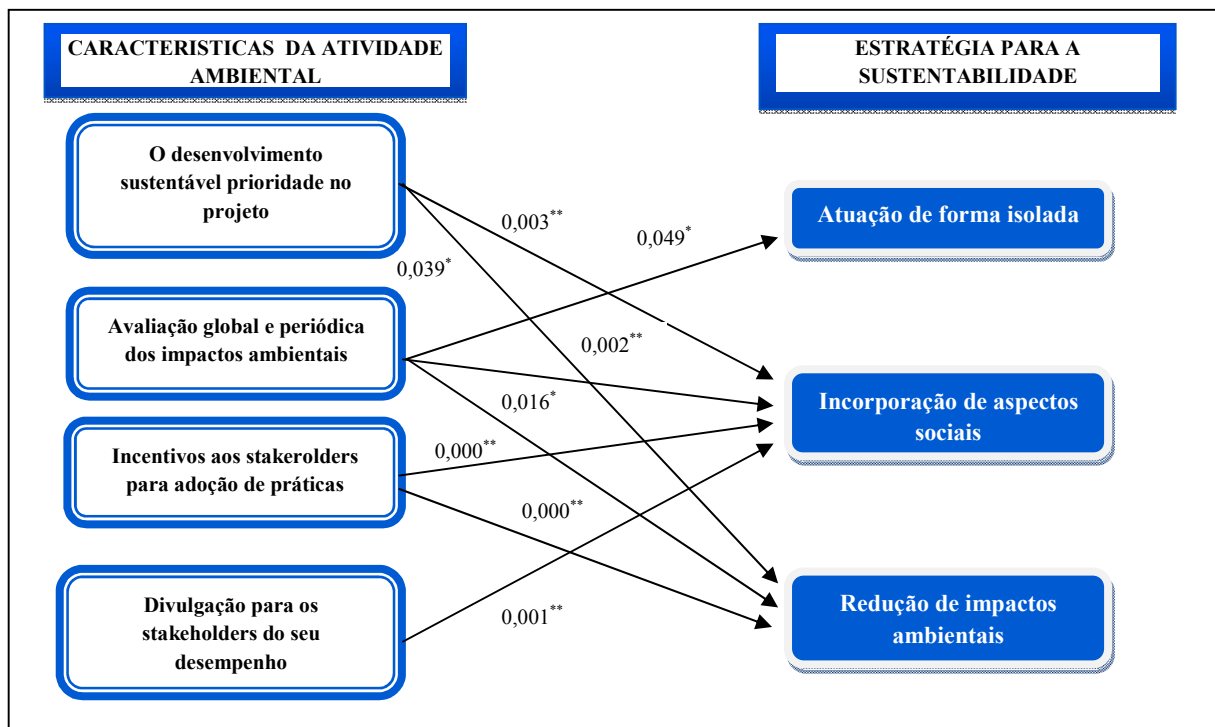 CARACTERISTICAS DA ATIVIDADE
AMBIENTAL
ESTRATÉGIA PARA A
SUSTENTABILIDADE
O desenvolvimento
sustentável prioridade no
projeto
Avaliação global e periódica
dos impactos ambientais
Incentivos aos stakerolders
para adoção de práticas
Divulgação para os
stakeholders do seu
desempenho
0,003**
0,049*
0,039*
0,002**
0,016*
0,000**
0,000**
0,001**
Atuação de forma isolada
Incorporação de aspectos
sociais
Redução de impactos
ambientais